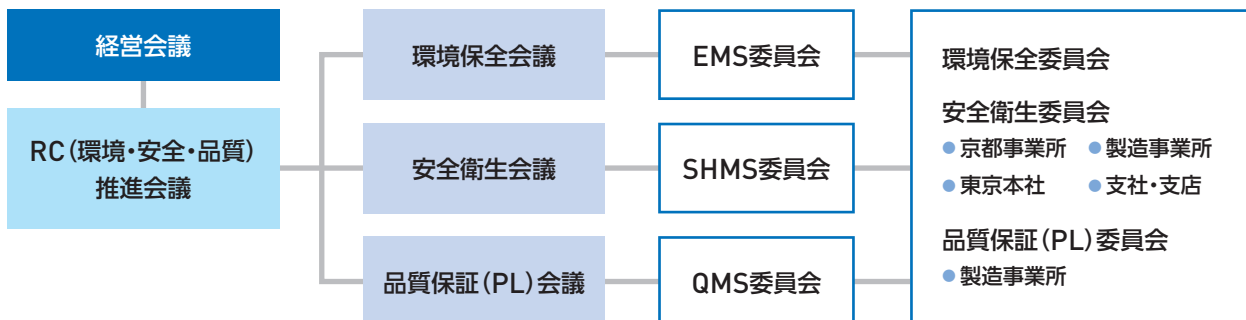 経営会議
RC(環境・安全・品質)
推進会議
環境保全会議
安全衛生会議
品質保証(PL)会議
EMS委員会
SHMS委員会
QMS委員会
環境保全委員会
安全衛生委員会
●京都事業所 ●製造事業所
●東京本社 ●支社・支店
品質保証(PL)委員会
●製造事業所